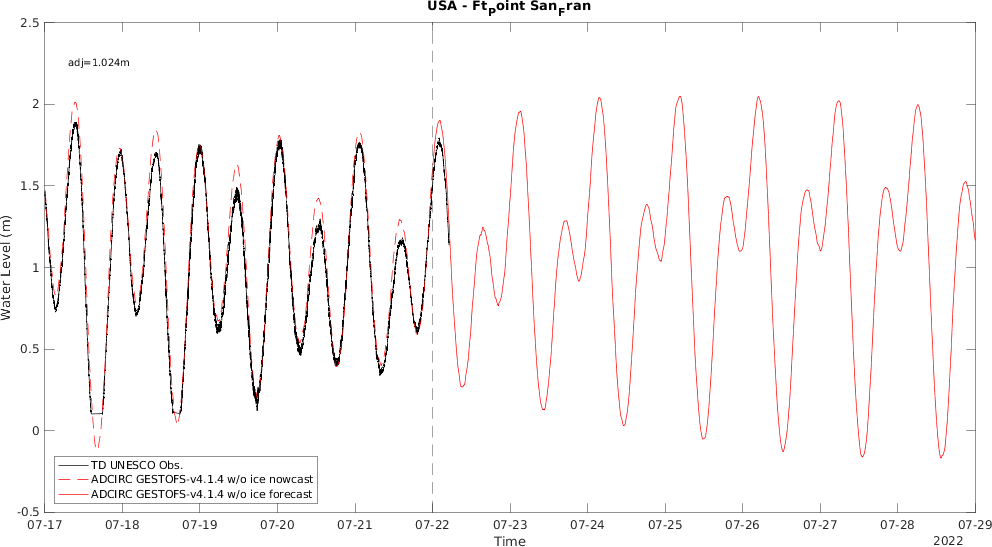 USA - Ft_Point San_Fran
2.5
adj=1.024m
2
1.5
1
0.5
0
-0.5
Water Level (m)
TD UNESCO Obs.
ADCIRC GESTOFS-v4.1.4 w/o ice nowcast
ADCIRC GESTOFS-v4.1.4 w/o ice forecast
07-17 07-18 07-19 07-20 07-21 07-22 07-23 07-24 07-25 07-26 07-27 07-28 07-29
Time
2022